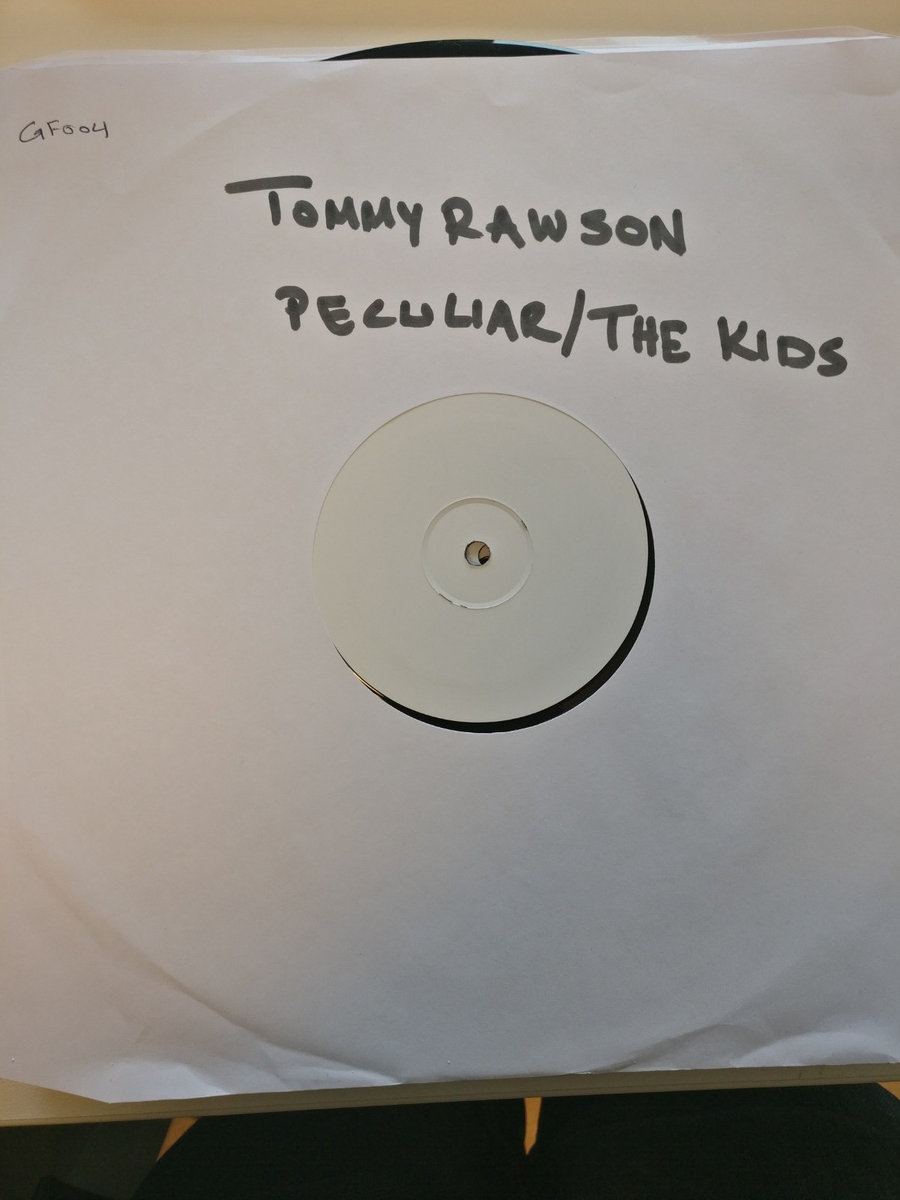 GF004
TOMMY RAWSON
PECULIAR/THE KIDS